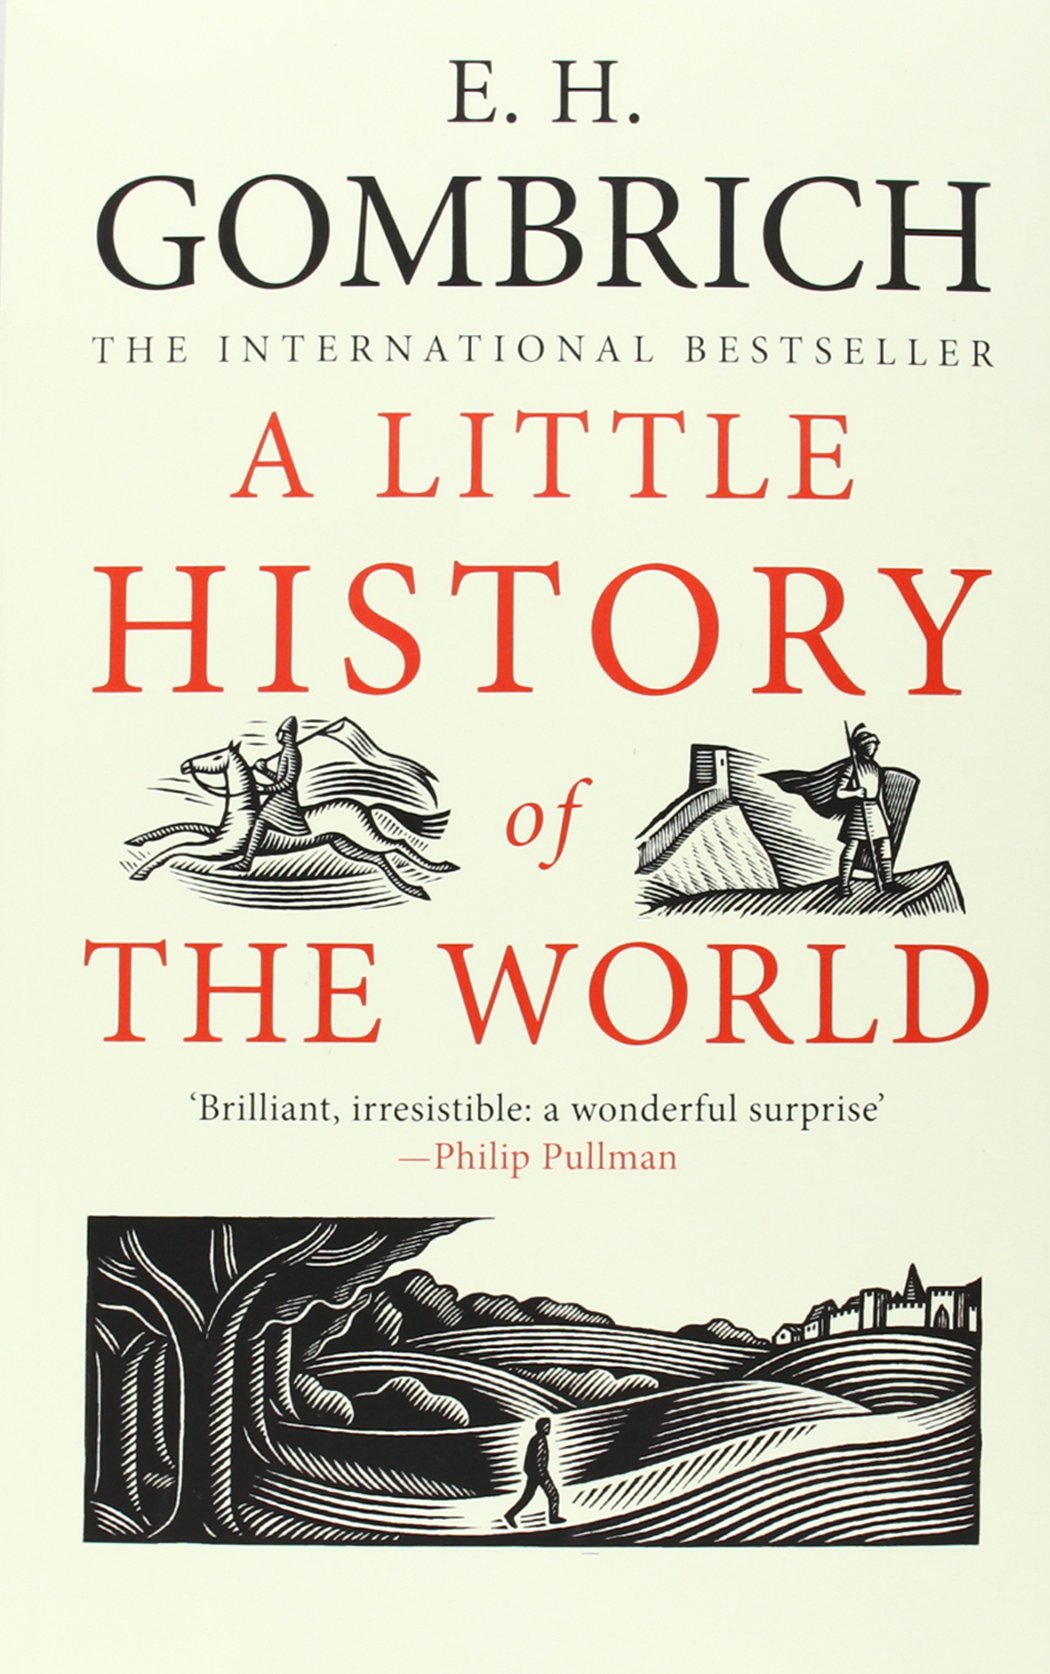 E. H.
GOMBRICH
THE INTERNATIONAL BESTSELLER
A LITTLE
HISTORY
of
THE WORLD
‘Brilliant, irresistible: a wonderful surprise’
—Philip Pullman